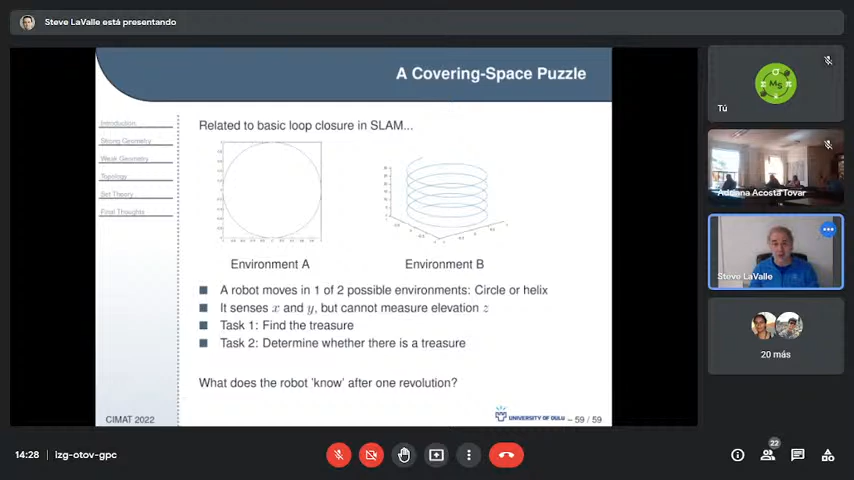 Steve LaValle está presentando
A Covering-Space Puzzle
Introduction
Strong Geometry
Weak Geometry
Topology
Set Theory
Final Thoughts
Related to basic loop closure in SLAM...
Environment A
Environment B
A robot moves in 1 of 2 possible environments: Circle or helix
It senses x and y, but cannot measure elevation z
Task 1: Find the treasure
Task 2: Determine whether there is a treasure
What does the robot 'know' after one revolution?
CIMAT 2022
UNIVERSITY OF OULU – 59 / 59
MS
Tú
Adriana Acosta Tovar
Steve LaValle
20 más
14:28 | lzg-otov-gpc
22